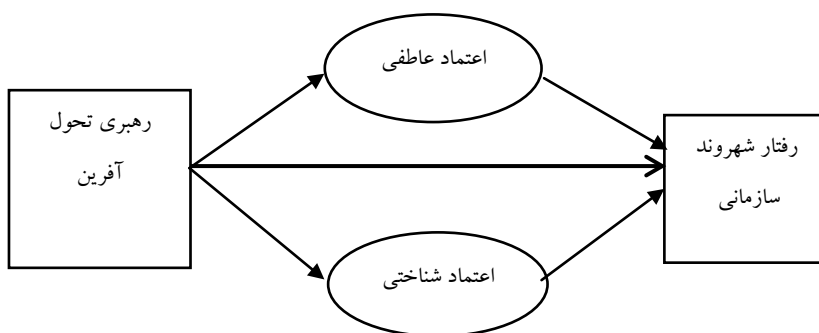 اعتماد عاطفی
رهبری تحول
آفرین
رفتار شهروند
سازمانی
اعتماد شناختی